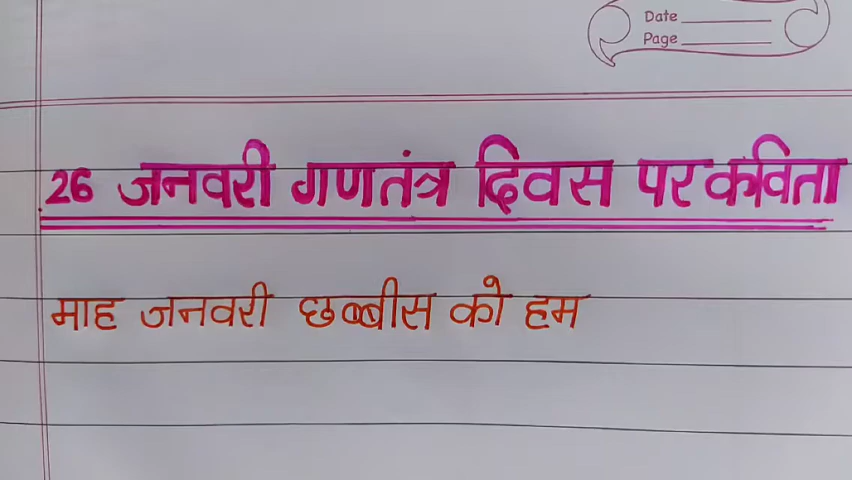 Date
Page
26 जनवरी गणतंत्र दिवस पर कविता
माह जनवरी छब्बीस को हम